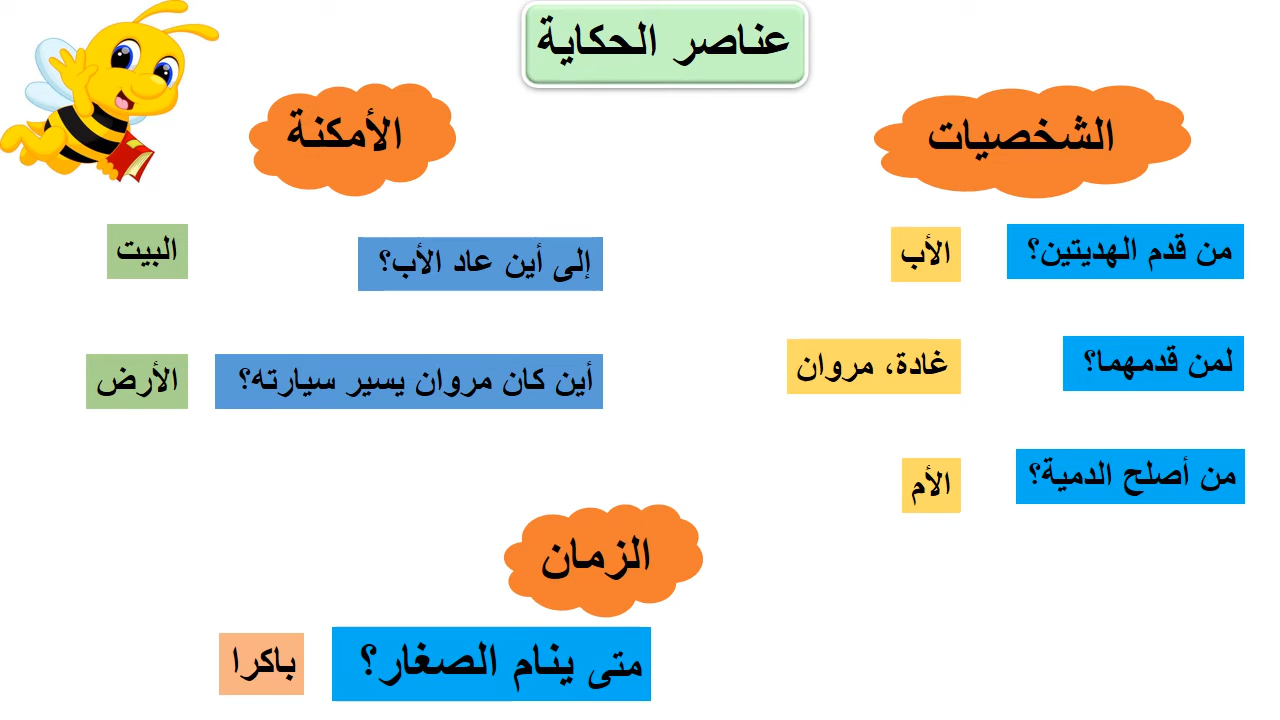 عناصر الحكاية
الشخصيات
من قدم الهديتين؟
الأب
لمن قدمهما؟
غادة، مروان
من أصلح الدمية؟
الأم
الأمكنة
إلى أين عاد الأب؟
البيت
أين كان مروان يسير سيارته؟
الأرض
الزمان
متى ينام الصغار؟
باكرا